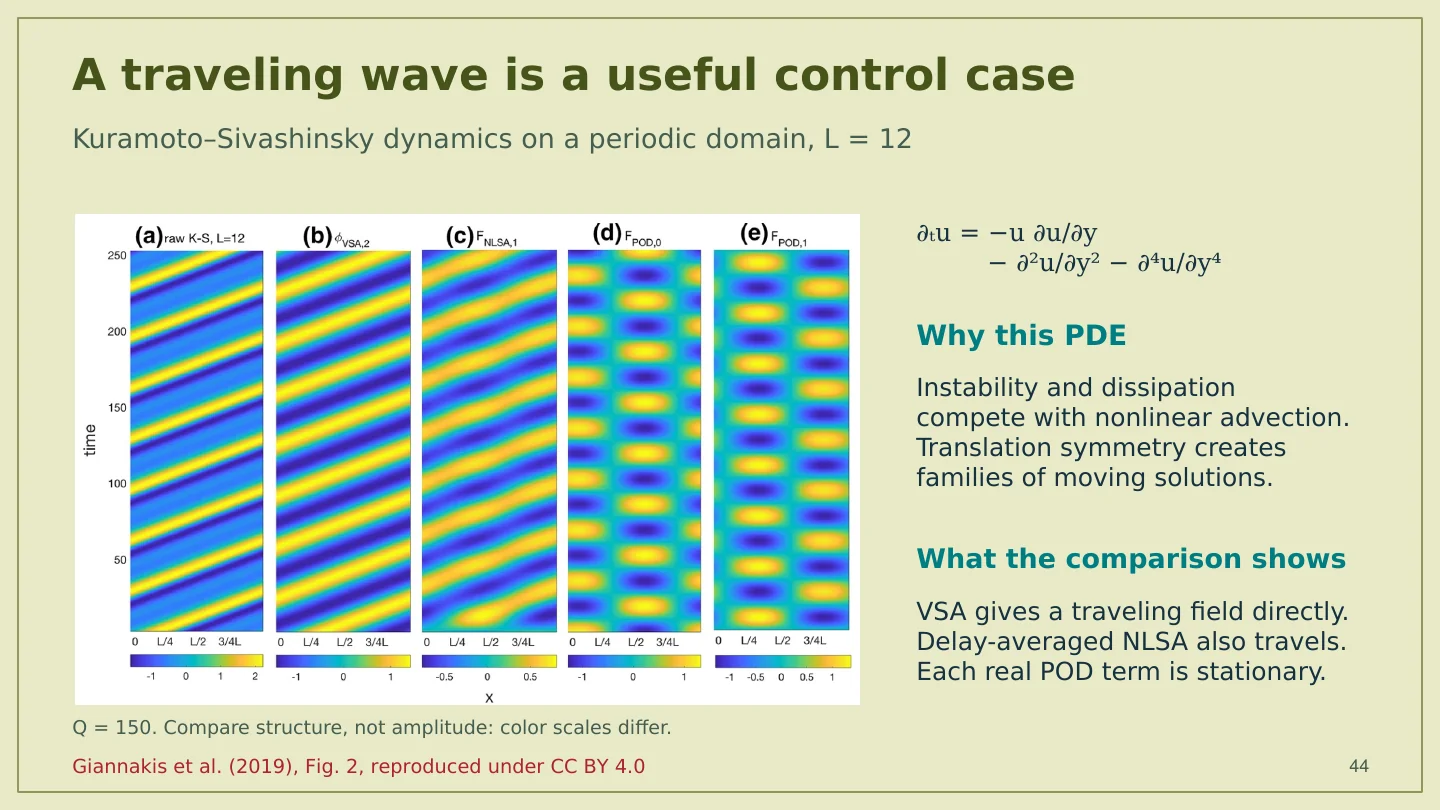 A traveling wave is a useful control case
Kuramoto–Sivashinsky dynamics on a periodic domain, L = 12
(a) raw K-S, L=12
(b) ϕVSA,2
(c) FNLSA,1
(d) FPOD,0
(e) FPOD,1
250
200
150
100
50
time
0 L/4 L/2 3/4L
0 L/4 L/2 3/4L
0 L/4 L/2 3/4L
0 L/4 L/2 3/4L
0 L/4 L/2 3/4L
-1 0 1 2
-1 0 1
-0.5 0 0.5
-1 0 1
-1 -0.5 0 0.5 1
x
Q = 150. Compare structure, not amplitude: color scales differ.
∂ₜu = −u ∂u/∂y
− ∂²u/∂y² − ∂⁴u/∂y⁴
Why this PDE
Instability and dissipation
compete with nonlinear advection.
Translation symmetry creates
families of moving solutions.
What the comparison shows
VSA gives a traveling field directly.
Delay-averaged NLSA also travels.
Each real POD term is stationary.
Giannakis et al. (2019), Fig. 2, reproduced under CC BY 4.0
44